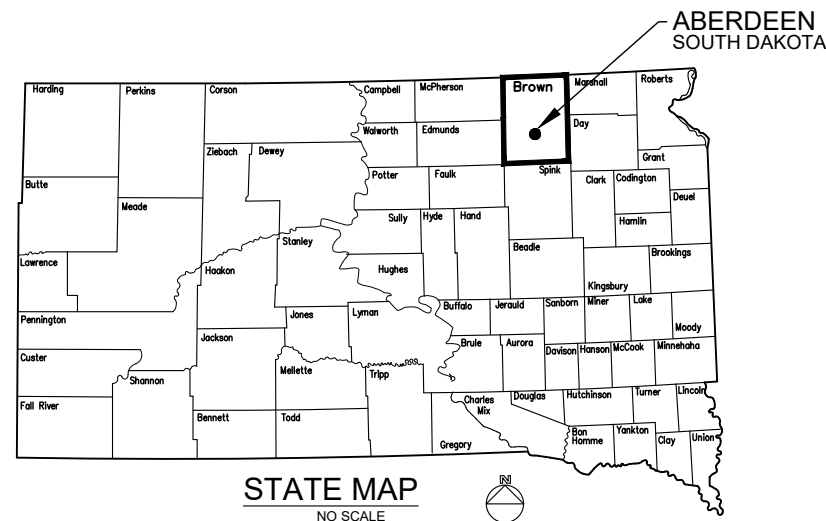 ABERDEEN
SOUTH DAKOTA
Harding
Perkins
Corson
Campbell
McPherson
Brown
Marshall
Roberts
Walworth
Edmunds
Day
Ziebach
Dewey
Grant
Butte
Meade
Potter
Faulk
Spink
Clark
Codington
Deuel
Sully
Hyde
Hand
Hamlin
Stanley
Beadle
Brookings
Lawrence
Haakon
Hughes
Kingsbury
Pennington
Jones
Lyman
Buffalo
Jerauld
Sanborn
Miner
Lake
Moody
Custer
Jackson
Brule
Aurora
Davison
Hanson
McCook
Minnehaha
Shannon
Mellette
Tripp
Fall River
Charles
Mix
Douglas
Hutchinson
Turner
Lincoln
Bennett
Todd
Gregory
Bon
Homme
Yankton
Clay
Union
STATE MAP
NO SCALE
N